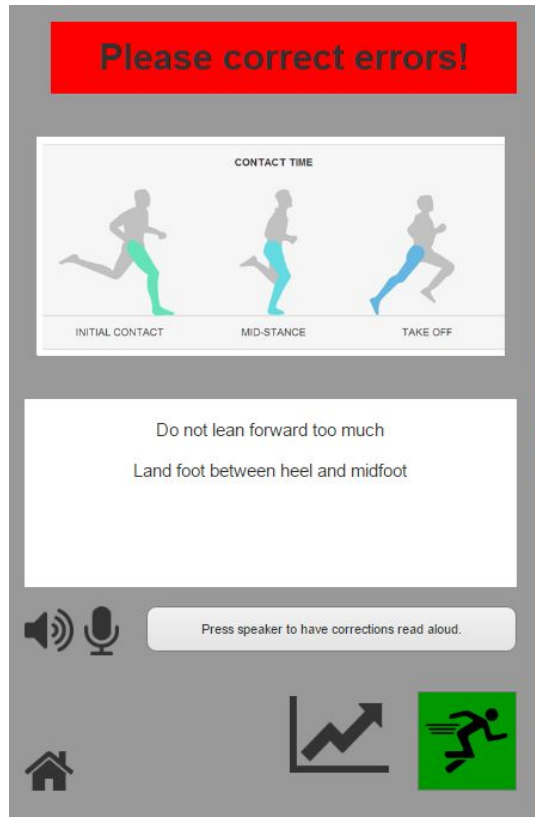 Please correct errors!
CONTACT TIME
INITIAL CONTACT MID-STANCE TAKE OFF
Do not lean forward too much
Land foot between heel and midfoot
Press speaker to have corrections read aloud.